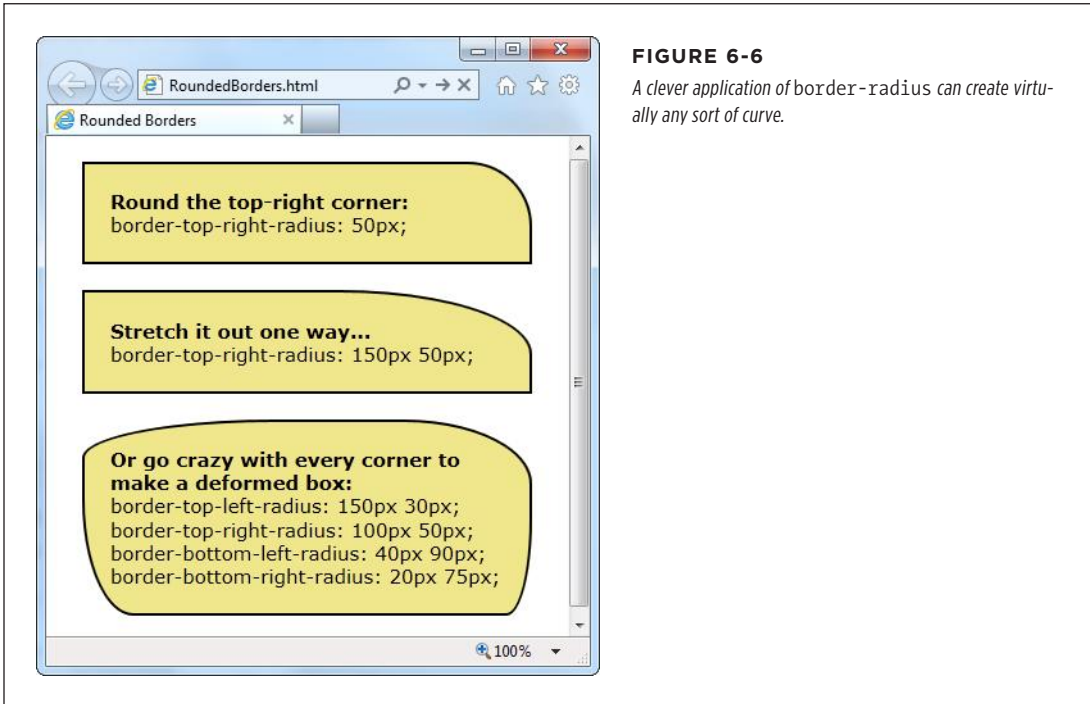 RoundedBorders.html
Rounded Borders
Round the top-right corner:
border-top-right-radius: 50px;
Stretch it out one way...
border-top-right-radius: 150px 50px;
Or go crazy with every corner to
make a deformed box:
border-top-left-radius: 150px 30px;
border-top-right-radius: 100px 50px;
border-bottom-left-radius: 40px 90px;
border-bottom-right-radius: 20px 75px;
100%
FIGURE 6-6
A clever application of border-radius can create virtu-
ally any sort of curve.